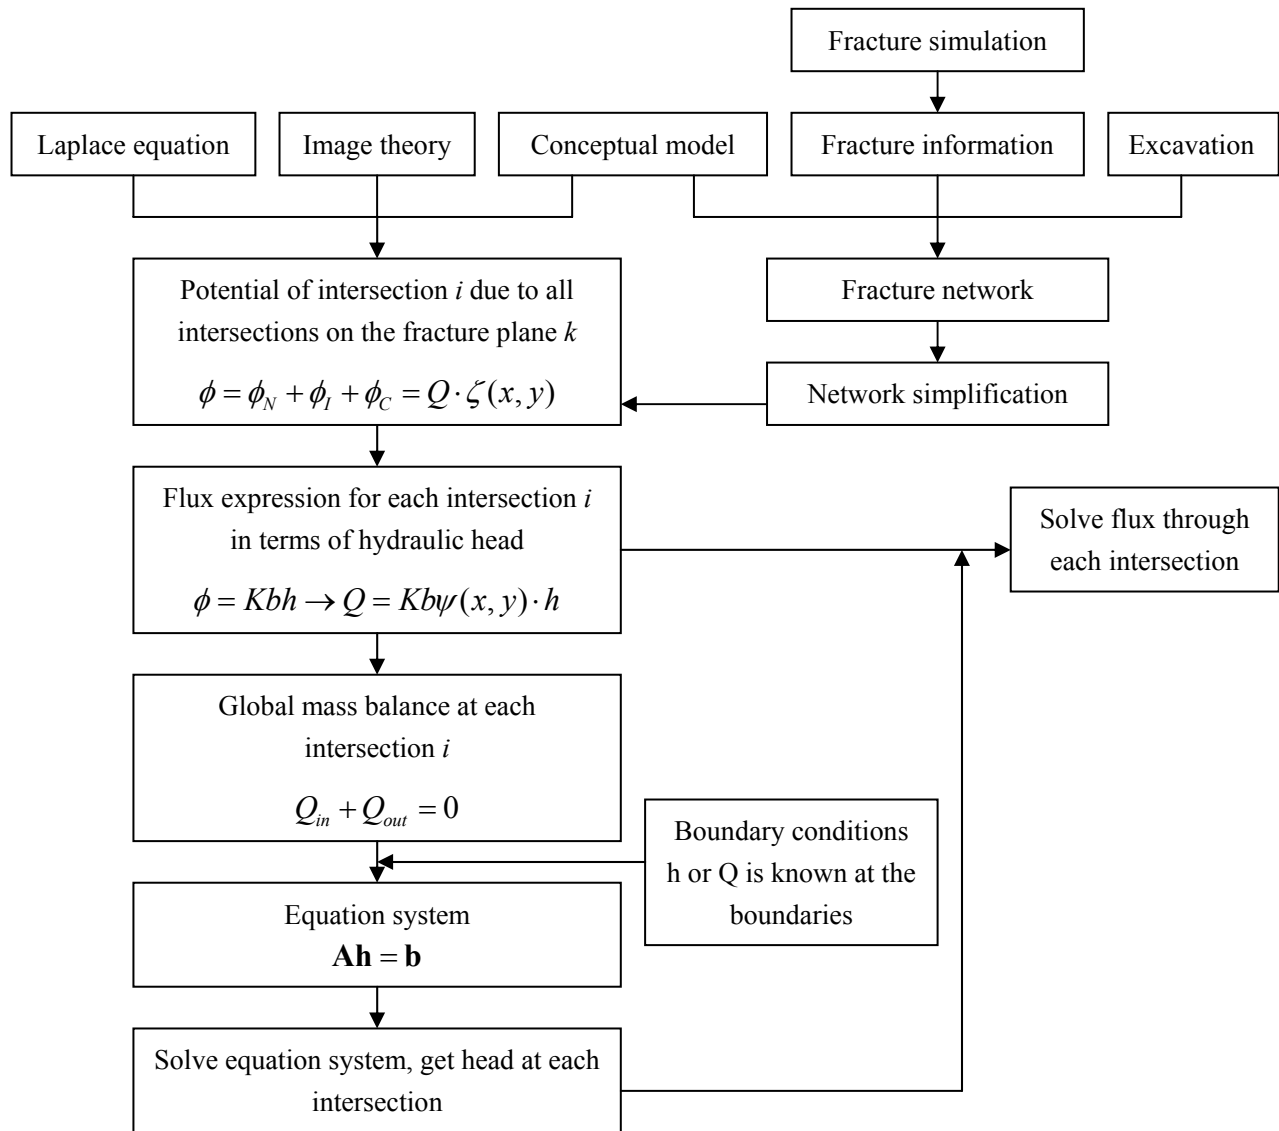 Fracture simulation
Laplace equation
Image theory
Conceptual model
Fracture information
Excavation
Potential of intersection i due to all
intersections on the fracture plane k
ϕ = ϕ_N + ϕ_I + ϕ_C = Q · ζ(x, y)
Fracture network
Network simplification
Flux expression for each intersection i
in terms of hydraulic head
ϕ = Kbh → Q = Kbψ(x, y) · h
Solve flux through
each intersection
Global mass balance at each
intersection i
Q_in + Q_out = 0
Boundary conditions
h or Q is known at the
boundaries
Equation system
Ah = b
Solve equation system, get head at each
intersection